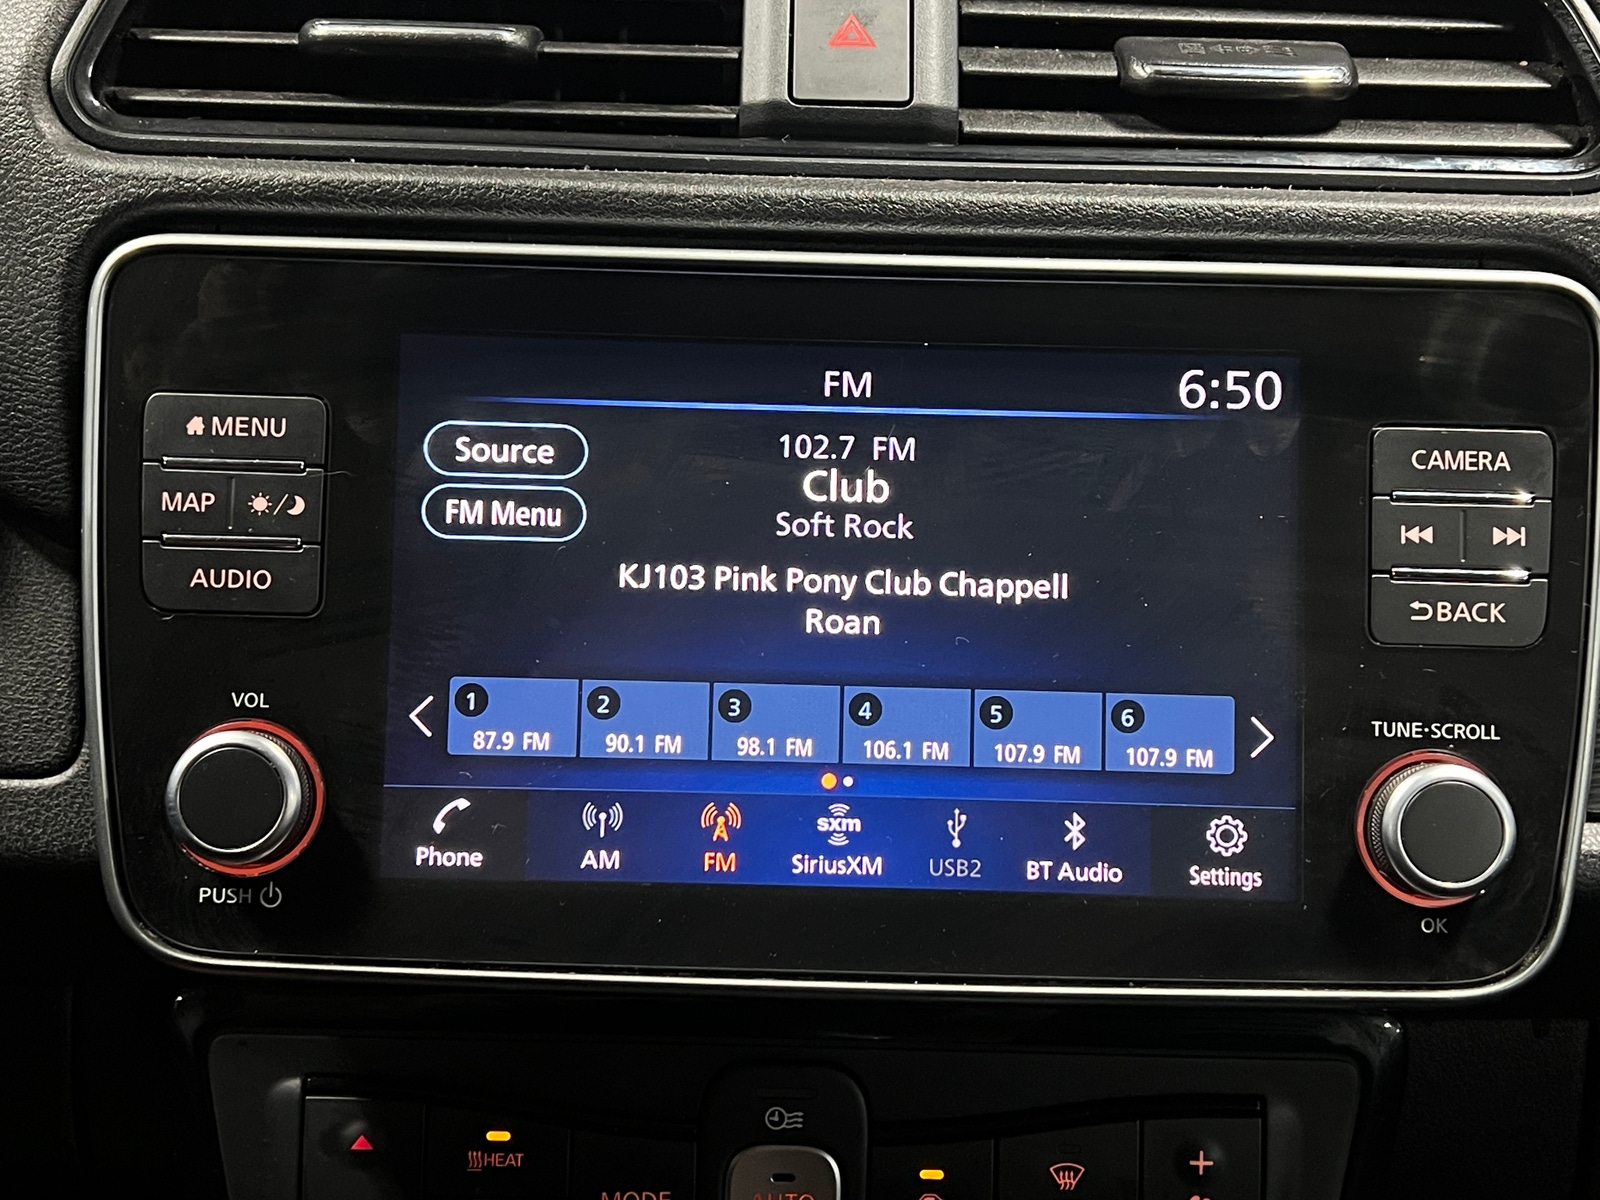 FM
6:50
MENU
MAP
AUDIO
Source
FM Menu
102.7 FM
Club
Soft Rock
KJ103 Pink Pony Club Chappell
Roan
CAMERA
BACK
VOL
PUSH
1 2 3 4 5 6
87.9 FM 90.1 FM 98.1 FM 106.1 FM 107.9 FM 107.9 FM
TUNE·SCROLL
OK
sxm
Phone AM FM SiriusXM USB2 BT Audio Settings
HEAT
MODE
AUTO